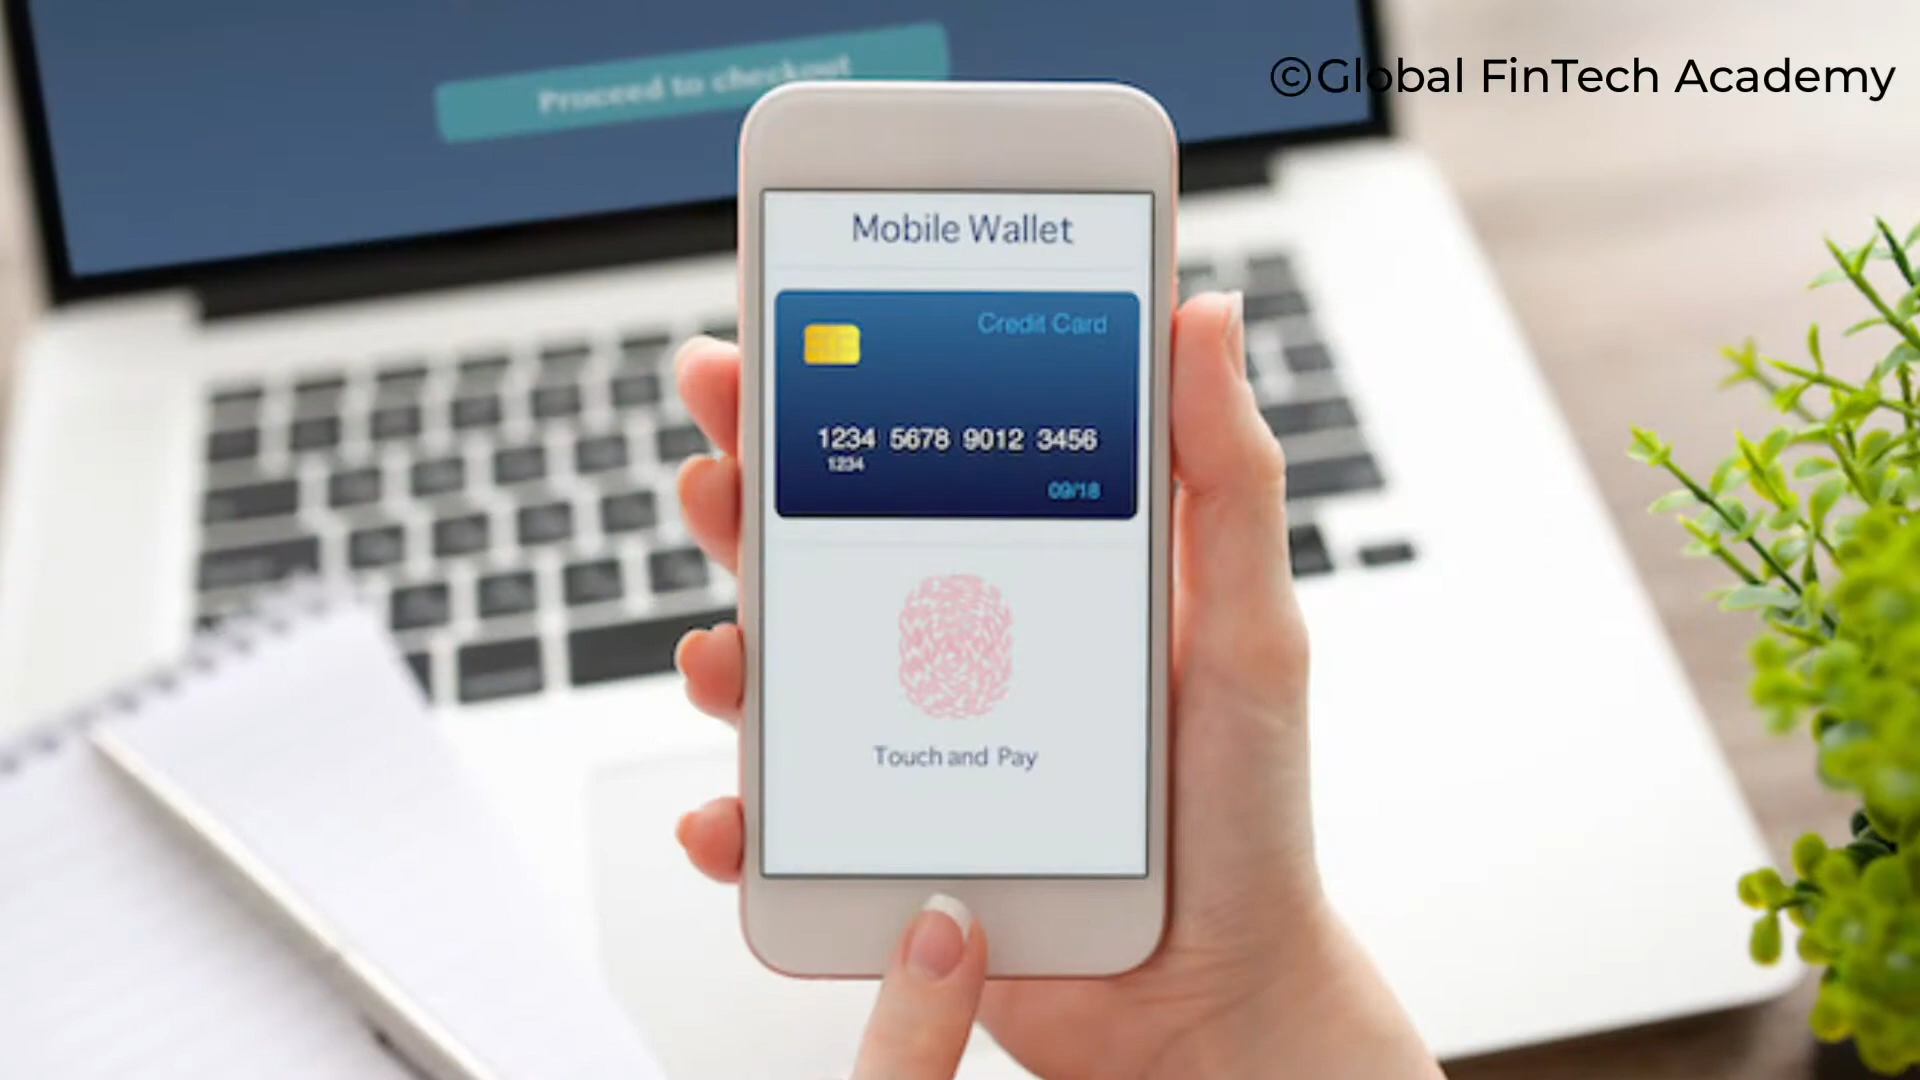 ©Global FinTech Academy
Proceed to checkout
Mobile Wallet
Credit Card
1234 5678 9012 3456
1234
09/18
Touch and Pay